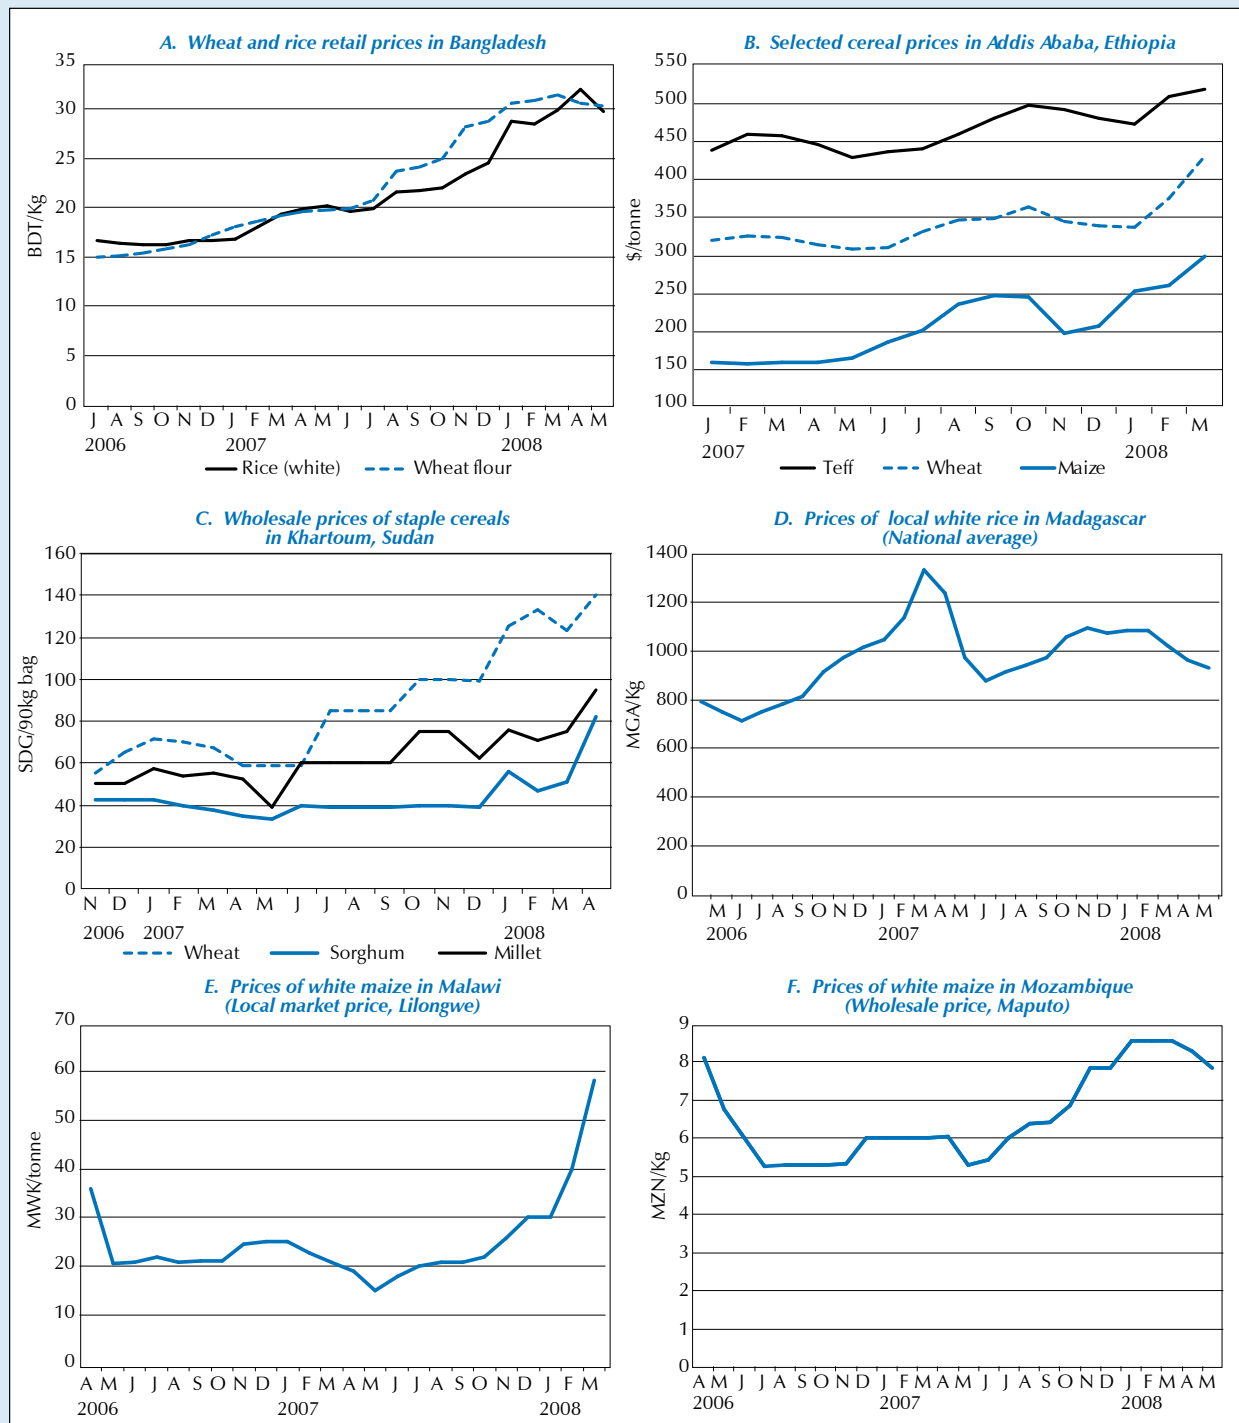 A. Wheat and rice retail prices in Bangladesh
35
30
25
20
15
10
5
0
BDT/Kg
J A S O N D J F M A M J J A S O N D J F M A M
2006 2007 2008
Rice (white) Wheat flour
B. Selected cereal prices in Addis Ababa, Ethiopia
550
500
450
400
350
300
250
200
150
100
$/tonne
J F M A M J J A S O N D J F M
2007 2008
Teff Wheat Maize
C. Wholesale prices of staple cereals
in Khartoum, Sudan
160
140
120
100
80
60
40
20
0
SDG/90kg bag
N D J F M A M J J A S O N D J F M A
2006 2007 2008
Wheat Sorghum Millet
D. Prices of local white rice in Madagascar
(National average)
1400
1200
1000
800
600
400
200
0
MGA/Kg
M J J A S O N D J F M A M J J A S O N D J F M A M
2006 2007 2008
E. Prices of white maize in Malawi
(Local market price, Lilongwe)
70
60
50
40
30
20
10
0
MWK/tonne
A M J J A S O N D J F M A M J J A S O N D J F M
2006 2007 2008
F. Prices of white maize in Mozambique
(Wholesale price, Maputo)
9
8
7
6
5
4
3
2
1
0
MZN/Kg
A M J J A S O N D J F M A M J J A S O N D J F M A M
2006 2007 2008